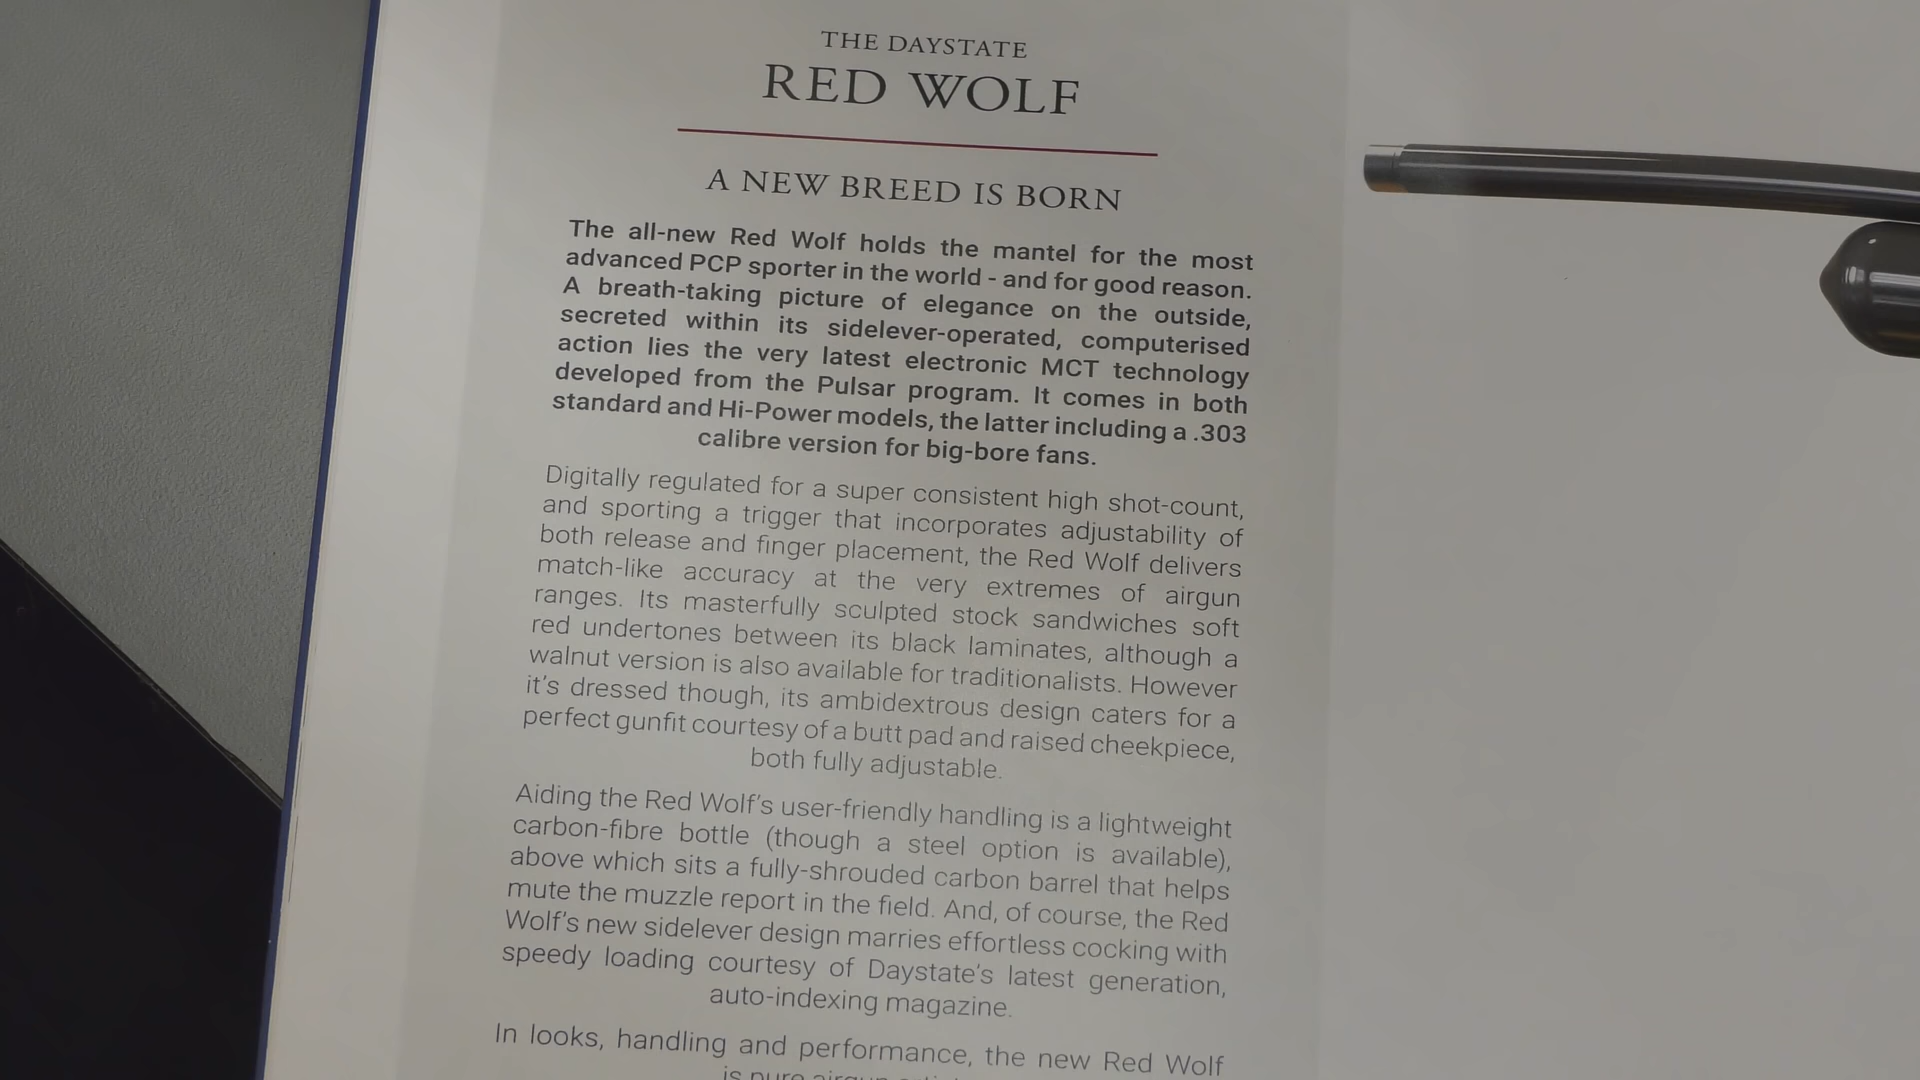 THE DAYSTATE
RED WOLF
A NEW BREED IS BORN
The all-new Red Wolf holds the mantel for the most
advanced PCP sporter in the world - and for good reason.
A breath-taking picture of elegance on the outside,
secreted within its sidelever-operated, computerised
action lies the very latest electronic MCT technology
developed from the Pulsar program. It comes in both
standard and Hi-Power models, the latter including a .303
calibre version for big-bore fans.
Digitally regulated for a super consistent high shot-count,
and sporting a trigger that incorporates adjustability of
both release and finger placement, the Red Wolf delivers
match-like accuracy at the very extremes of airgun
ranges. Its masterfully sculpted stock sandwiches soft
red undertones between its black laminates, although a
walnut version is also available for traditionalists. However
it's dressed though, its ambidextrous design caters for a
perfect gunfit courtesy of a butt pad and raised cheekpiece,
both fully adjustable.
Aiding the Red Wolf's user-friendly handling is a lightweight
carbon-fibre bottle (though a steel option is available),
above which sits a fully-shrouded carbon barrel that helps
mute the muzzle report in the field. And, of course, the Red
Wolf's new sidelever design marries effortless cocking with
speedy loading courtesy of Daystate's latest generation,
auto-indexing magazine.
In looks, handling and performance, the new Red Wolf
is pure airgun